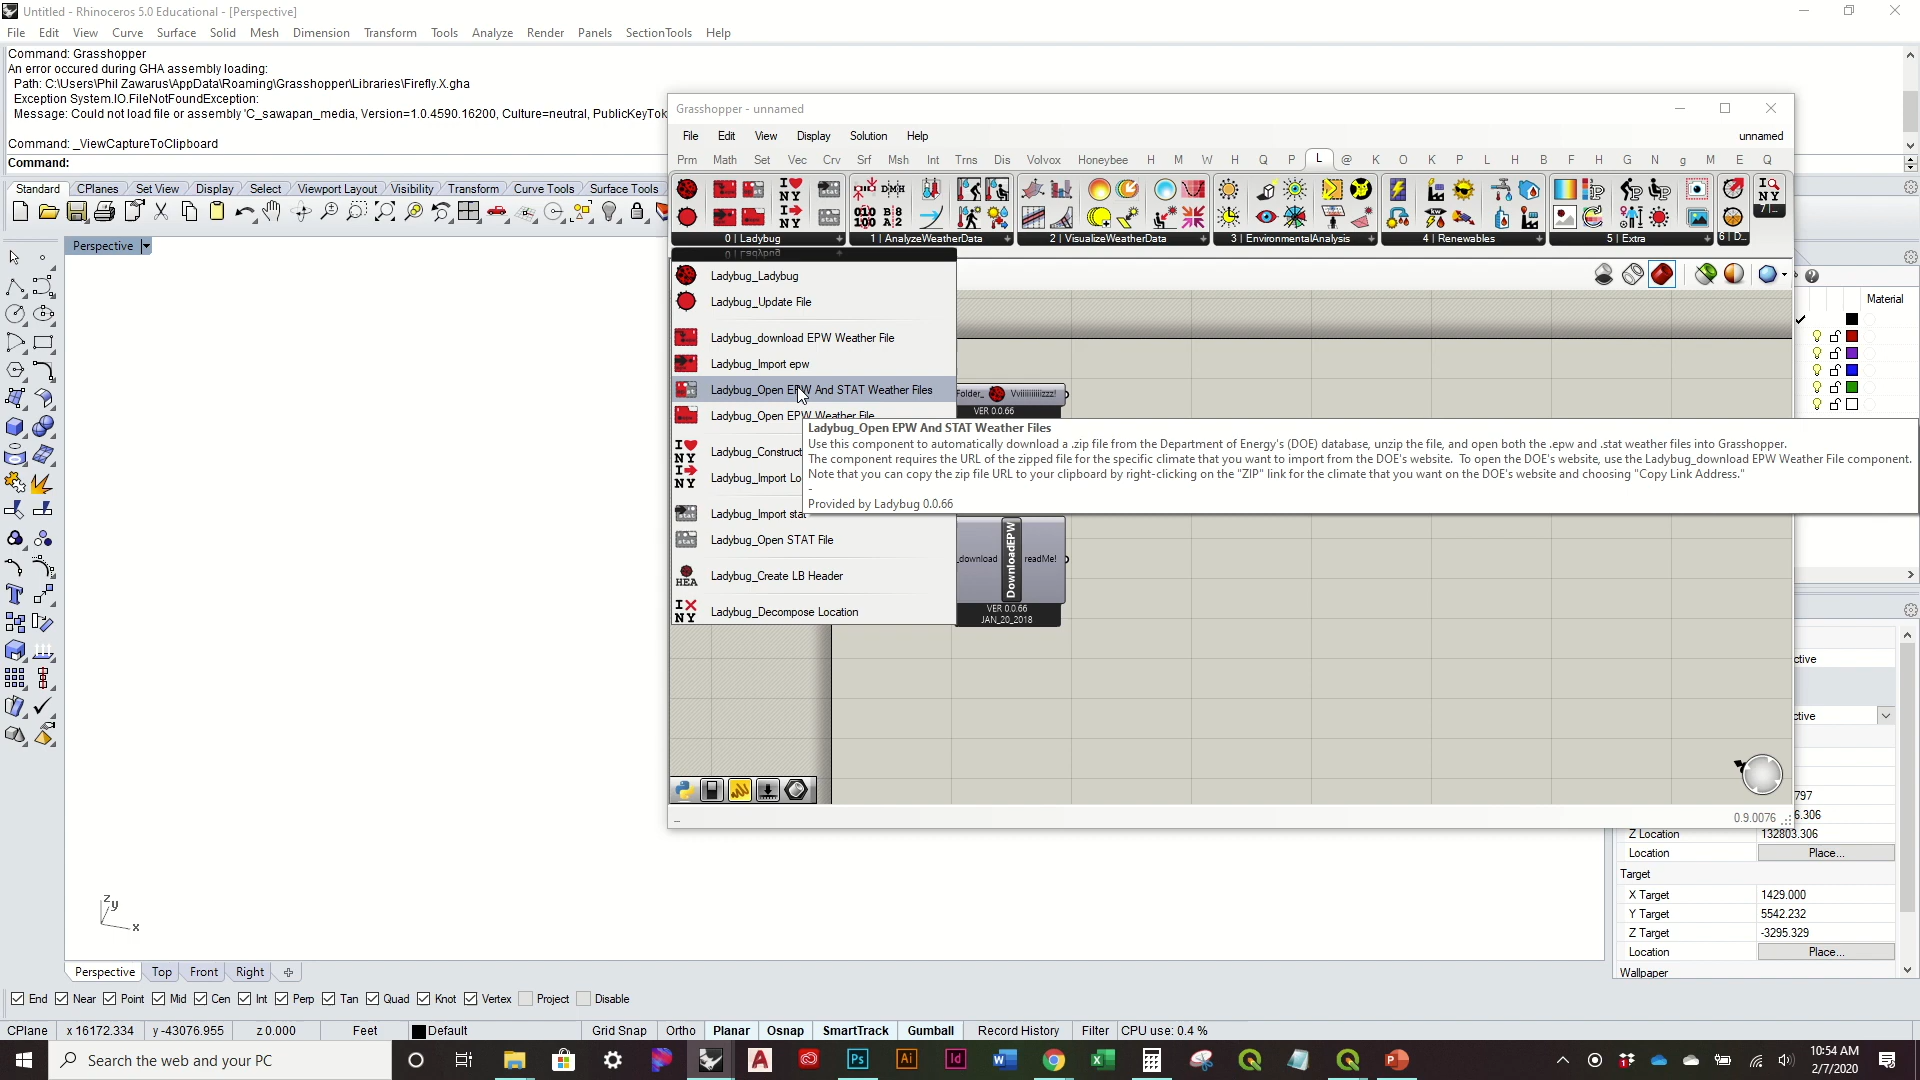 Untitled - Rhinoceros 5.0 Educational - [Perspective]
File Edit View Curve Surface Solid Mesh Dimension Transform Tools Analyze Render Panels SectionTools Help
Command: Grasshopper
An error occured during GHA assembly loading:
Path: C:\Users\Phil Zawarus\AppData\Roaming\Grasshopper\Libraries\Firefly.X.gha
Exception System.IO.FileNotFoundException:
Message: Could not load file or assembly 'C_sawapan_media, Version=1.0.4590.16200, Culture=neutral, PublicKeyTok
Command: _ViewCaptureToClipboard
Command:
Standard CPlanes Set View Display Select Viewport Layout Visibility Transform Curve Tools Surface Tools
Perspective
Grasshopper - unnamed
File Edit View Display Solution Help unnamed
Prm Math Set Vec Crv Srf Msh Int Trns Dis Volvox Honeybee H M W H Q P L @ K O K P L H B F H G N g M E Q
0 | Ladybug 1 | AnalyzeWeatherData 2 | VisualizeWeatherData 3 | EnvironmentalAnalysis 4 | Renewables 5 | Extra 6 | D... 7 |...
Ladybug_Ladybug
Ladybug_Update File
Ladybug_download EPW Weather File
Ladybug_Import epw
Ladybug_Open EPW And STAT Weather Files
Ladybug_Open EPW Weather File
Ladybug_Construct
Ladybug_Import Lo
Ladybug_Import stat
Ladybug_Open STAT File
Ladybug_Create LB Header
Ladybug_Decompose Location
Folder_ Vviiiiiiiiiizzz!
VER 0.0.66
Ladybug_Open EPW And STAT Weather Files
Use this component to automatically download a .zip file from the Department of Energy's (DOE) database, unzip the file, and open both the .epw and .stat weather files into Grasshopper.
The component requires the URL of the zipped file for the specific climate that you want to import from the DOE's website. To open the DOE's website, use the Ladybug_download EPW Weather File component.
Note that you can copy the zip file URL to your clipboard by right-clicking on the "ZIP" link for the climate that you want on the DOE's website and choosing "Copy Link Address."
-
Provided by Ladybug 0.0.66
_download DownloadEPW readMe!
VER 0.0.66
JAN_20_2018
0.9.0076
Material
ctive
ctive
797
6.306
Z Location 132803.306
Location Place...
Target
X Target 1429.000
Y Target 5542.232
Z Target -3295.329
Location Place...
Wallpaper
z y x
Perspective Top Front Right
End Near Point Mid Cen Int Perp Tan Quad Knot Vertex Project Disable
CPlane x 16172.334 y -43076.955 z 0.000 Feet Default Grid Snap Ortho Planar Osnap SmartTrack Gumball Record History Filter CPU use: 0.4 %
Search the web and your PC
10:54 AM
2/7/2020